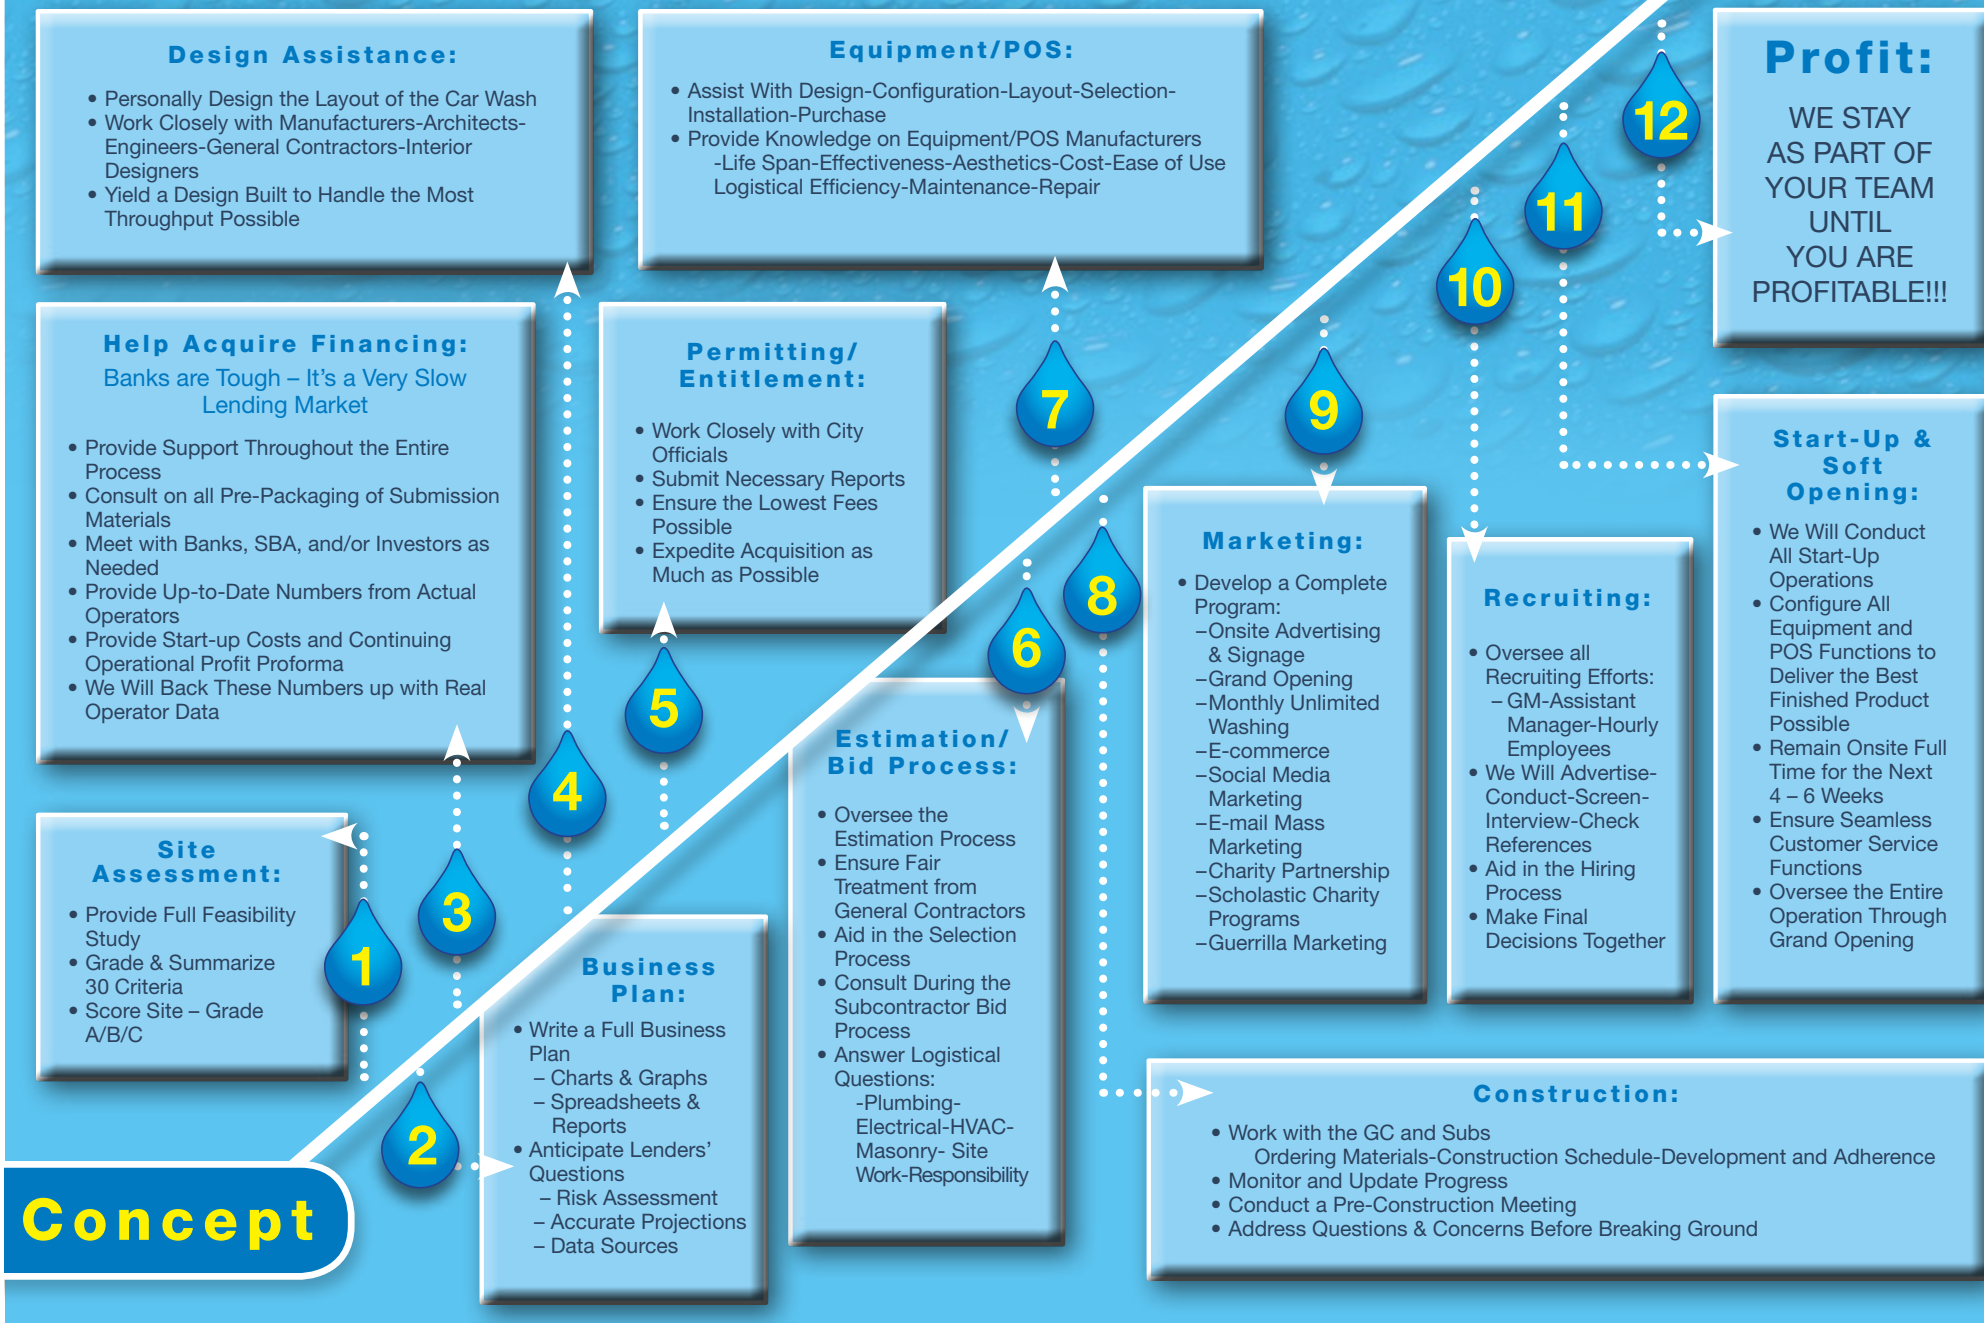 Design Assistance:
• Personally Design the Layout of the Car Wash
• Work Closely with Manufacturers-Architects-
Engineers-General Contractors-Interior
Designers
• Yield a Design Built to Handle the Most
Throughput Possible
Equipment/POS:
• Assist With Design-Configuration-Layout-Selection-
Installation-Purchase
• Provide Knowledge on Equipment/POS Manufacturers
-Life Span-Effectiveness-Aesthetics-Cost-Ease of Use
Logistical Efficiency-Maintenance-Repair
12
Profit:
WE STAY
AS PART OF
YOUR TEAM
UNTIL
YOU ARE
PROFITABLE!!!
11
10
Help Acquire Financing:
Banks are Tough – It's a Very Slow
Lending Market
• Provide Support Throughout the Entire
Process
• Consult on all Pre-Packaging of Submission
Materials
• Meet with Banks, SBA, and/or Investors as
Needed
• Provide Up-to-Date Numbers from Actual
Operators
• Provide Start-up Costs and Continuing
Operational Profit Proforma
• We Will Back These Numbers up with Real
Operator Data
Permitting/
Entitlement:
• Work Closely with City
Officials
• Submit Necessary Reports
• Ensure the Lowest Fees
Possible
• Expedite Acquisition as
Much as Possible
7
9
8
6
5
4
3
Marketing:
• Develop a Complete
Program:
–Onsite Advertising
& Signage
–Grand Opening
–Monthly Unlimited
Washing
–E-commerce
–Social Media
Marketing
–E-mail Mass
Marketing
–Charity Partnership
–Scholastic Charity
Programs
–Guerrilla Marketing
Recruiting:
• Oversee all
Recruiting Efforts:
– GM-Assistant
Manager-Hourly
Employees
• We Will Advertise-
Conduct-Screen-
Interview-Check
References
• Aid in the Hiring
Process
• Make Final
Decisions Together
Start-Up &
Soft
Opening:
• We Will Conduct
All Start-Up
Operations
• Configure All
Equipment and
POS Functions to
Deliver the Best
Finished Product
Possible
• Remain Onsite Full
Time for the Next
4 – 6 Weeks
• Ensure Seamless
Customer Service
Functions
• Oversee the Entire
Operation Through
Grand Opening
Site
Assessment:
• Provide Full Feasibility
Study
• Grade & Summarize
30 Criteria
• Score Site – Grade
A/B/C
1
2
Business
Plan:
• Write a Full Business
Plan
– Charts & Graphs
– Spreadsheets &
Reports
• Anticipate Lenders'
Questions
– Risk Assessment
– Accurate Projections
– Data Sources
Estimation/
Bid Process:
• Oversee the
Estimation Process
• Ensure Fair
Treatment from
General Contractors
• Aid in the Selection
Process
• Consult During the
Subcontractor Bid
Process
• Answer Logistical
Questions:
-Plumbing-
Electrical-HVAC-
Masonry- Site
Work-Responsibility
Construction:
• Work with the GC and Subs
Ordering Materials-Construction Schedule-Development and Adherence
• Monitor and Update Progress
• Conduct a Pre-Construction Meeting
• Address Questions & Concerns Before Breaking Ground
Concept